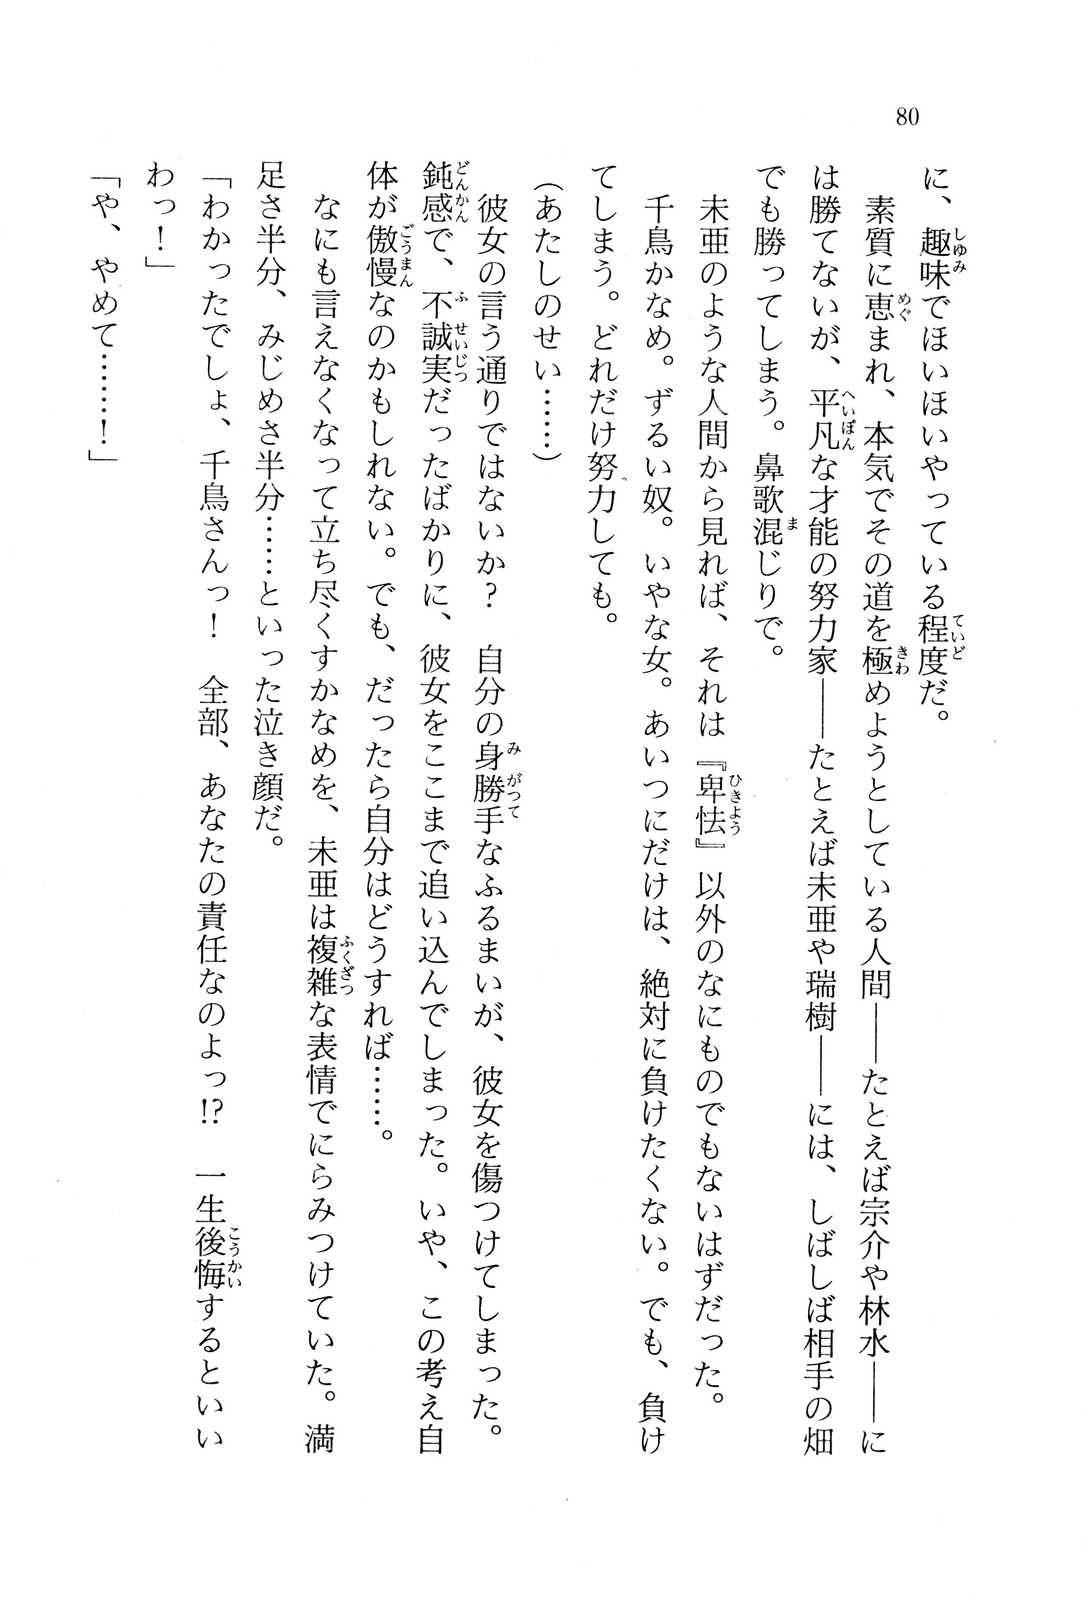 80
に、趣味でほいほいやっている程度だ。
素質に恵まれ、本気でその道を極めようとしている人間――たとえば宗介や林水――に
は勝てないが、平凡な才能の努力家――たとえば未亜や瑞樹――には、しばしば相手の畑
でも勝ってしまう。鼻歌混じりで。
未亜のような人間から見れば、それは『卑怯』以外のなにものでもないはずだった。
千鳥かなめ。ずるい奴。いやな女。あいつにだけは、絶対に負けたくない。でも、負け
てしまう。どれだけ努力しても。
（あたしのせい……）
彼女の言う通りではないか？　自分の身勝手なふるまいが、彼女を傷つけてしまった。
鈍感で、不誠実だったばかりに、彼女をここまで追い込んでしまった。いや、この考え自
体が傲慢なのかもしれない。でも、だったら自分はどうすれば……。
なにも言えなくなって立ち尽くすかなめを、未亜は複雑な表情でにらみつけていた。満
足さ半分、みじめさ半分……といった泣き顔だ。
「わかったでしょ、千鳥さんっ！　全部、あなたの責任なのよっ!?　一生後悔するといい
わっ！」
「や、やめて……！」